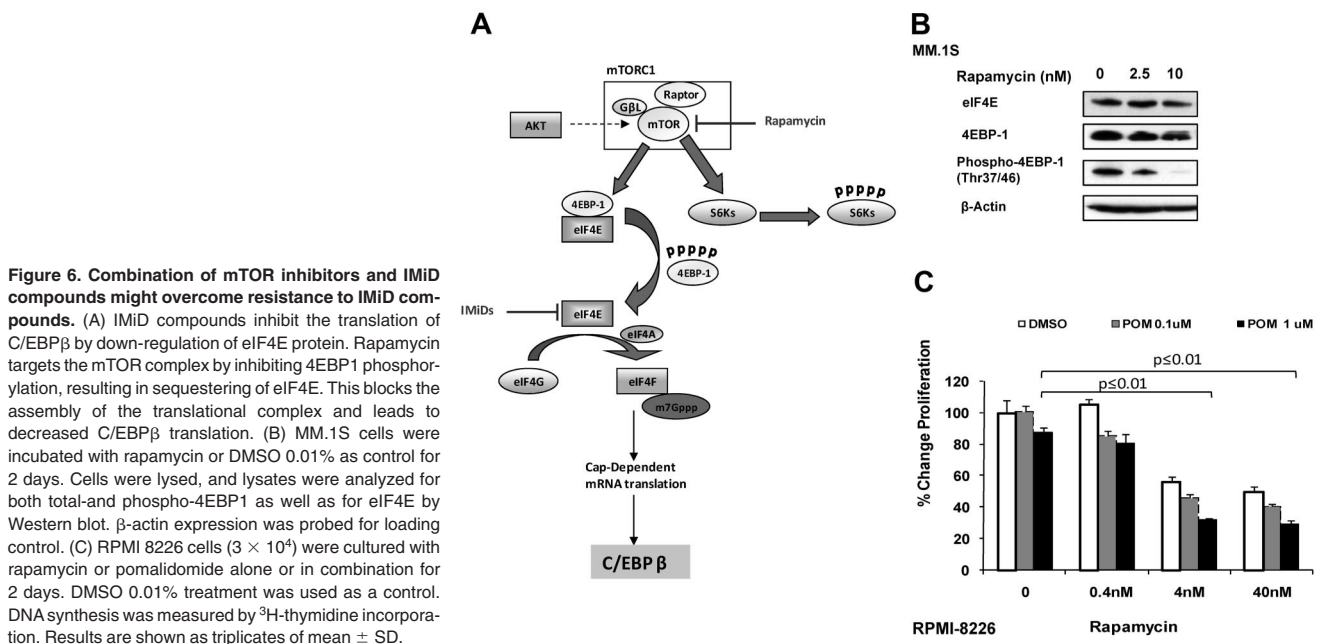 Figure 6. Combination of mTOR inhibitors and IMiD
compounds might overcome resistance to IMiD com-
pounds. (A) IMiD compounds inhibit the translation of
C/EBPβ by down-regulation of eIF4E protein. Rapamycin
targets the mTOR complex by inhibiting 4EBP1 phosphor-
ylation, resulting in sequestering of eIF4E. This blocks the
assembly of the translational complex and leads to
decreased C/EBPβ translation. (B) MM.1S cells were
incubated with rapamycin or DMSO 0.01% as control for
2 days. Cells were lysed, and lysates were analyzed for
both total-and phospho-4EBP1 as well as for eIF4E by
Western blot. β-actin expression was probed for loading
control. (C) RPMI 8226 cells (3 × 10⁴) were cultured with
rapamycin or pomalidomide alone or in combination for
2 days. DMSO 0.01% treatment was used as a control.
DNA synthesis was measured by ³H-thymidine incorpora-
tion. Results are shown as triplicates of mean ± SD.
A
mTORC1
Raptor
GβL
mTOR
AKT
Rapamycin
4EBP-1
eIF4E
S6Ks
PPPPP
S6Ks
PPPPP
4EBP-1
IMiDs
eIF4E
eIF4A
eIF4G
eIF4F
m7Gppp
Cap-Dependent
mRNA translation
C/EBP β
B
MM.1S
Rapamycin (nM) 0 2.5 10
eIF4E
4EBP-1
Phospho-4EBP-1
(Thr37/46)
β-Actin
C
DMSO POM 0.1uM POM 1 uM
p≤0.01
p≤0.01
% Change Proliferation
120
100
80
60
40
20
0
0 0.4nM 4nM 40nM
RPMI-8226 Rapamycin